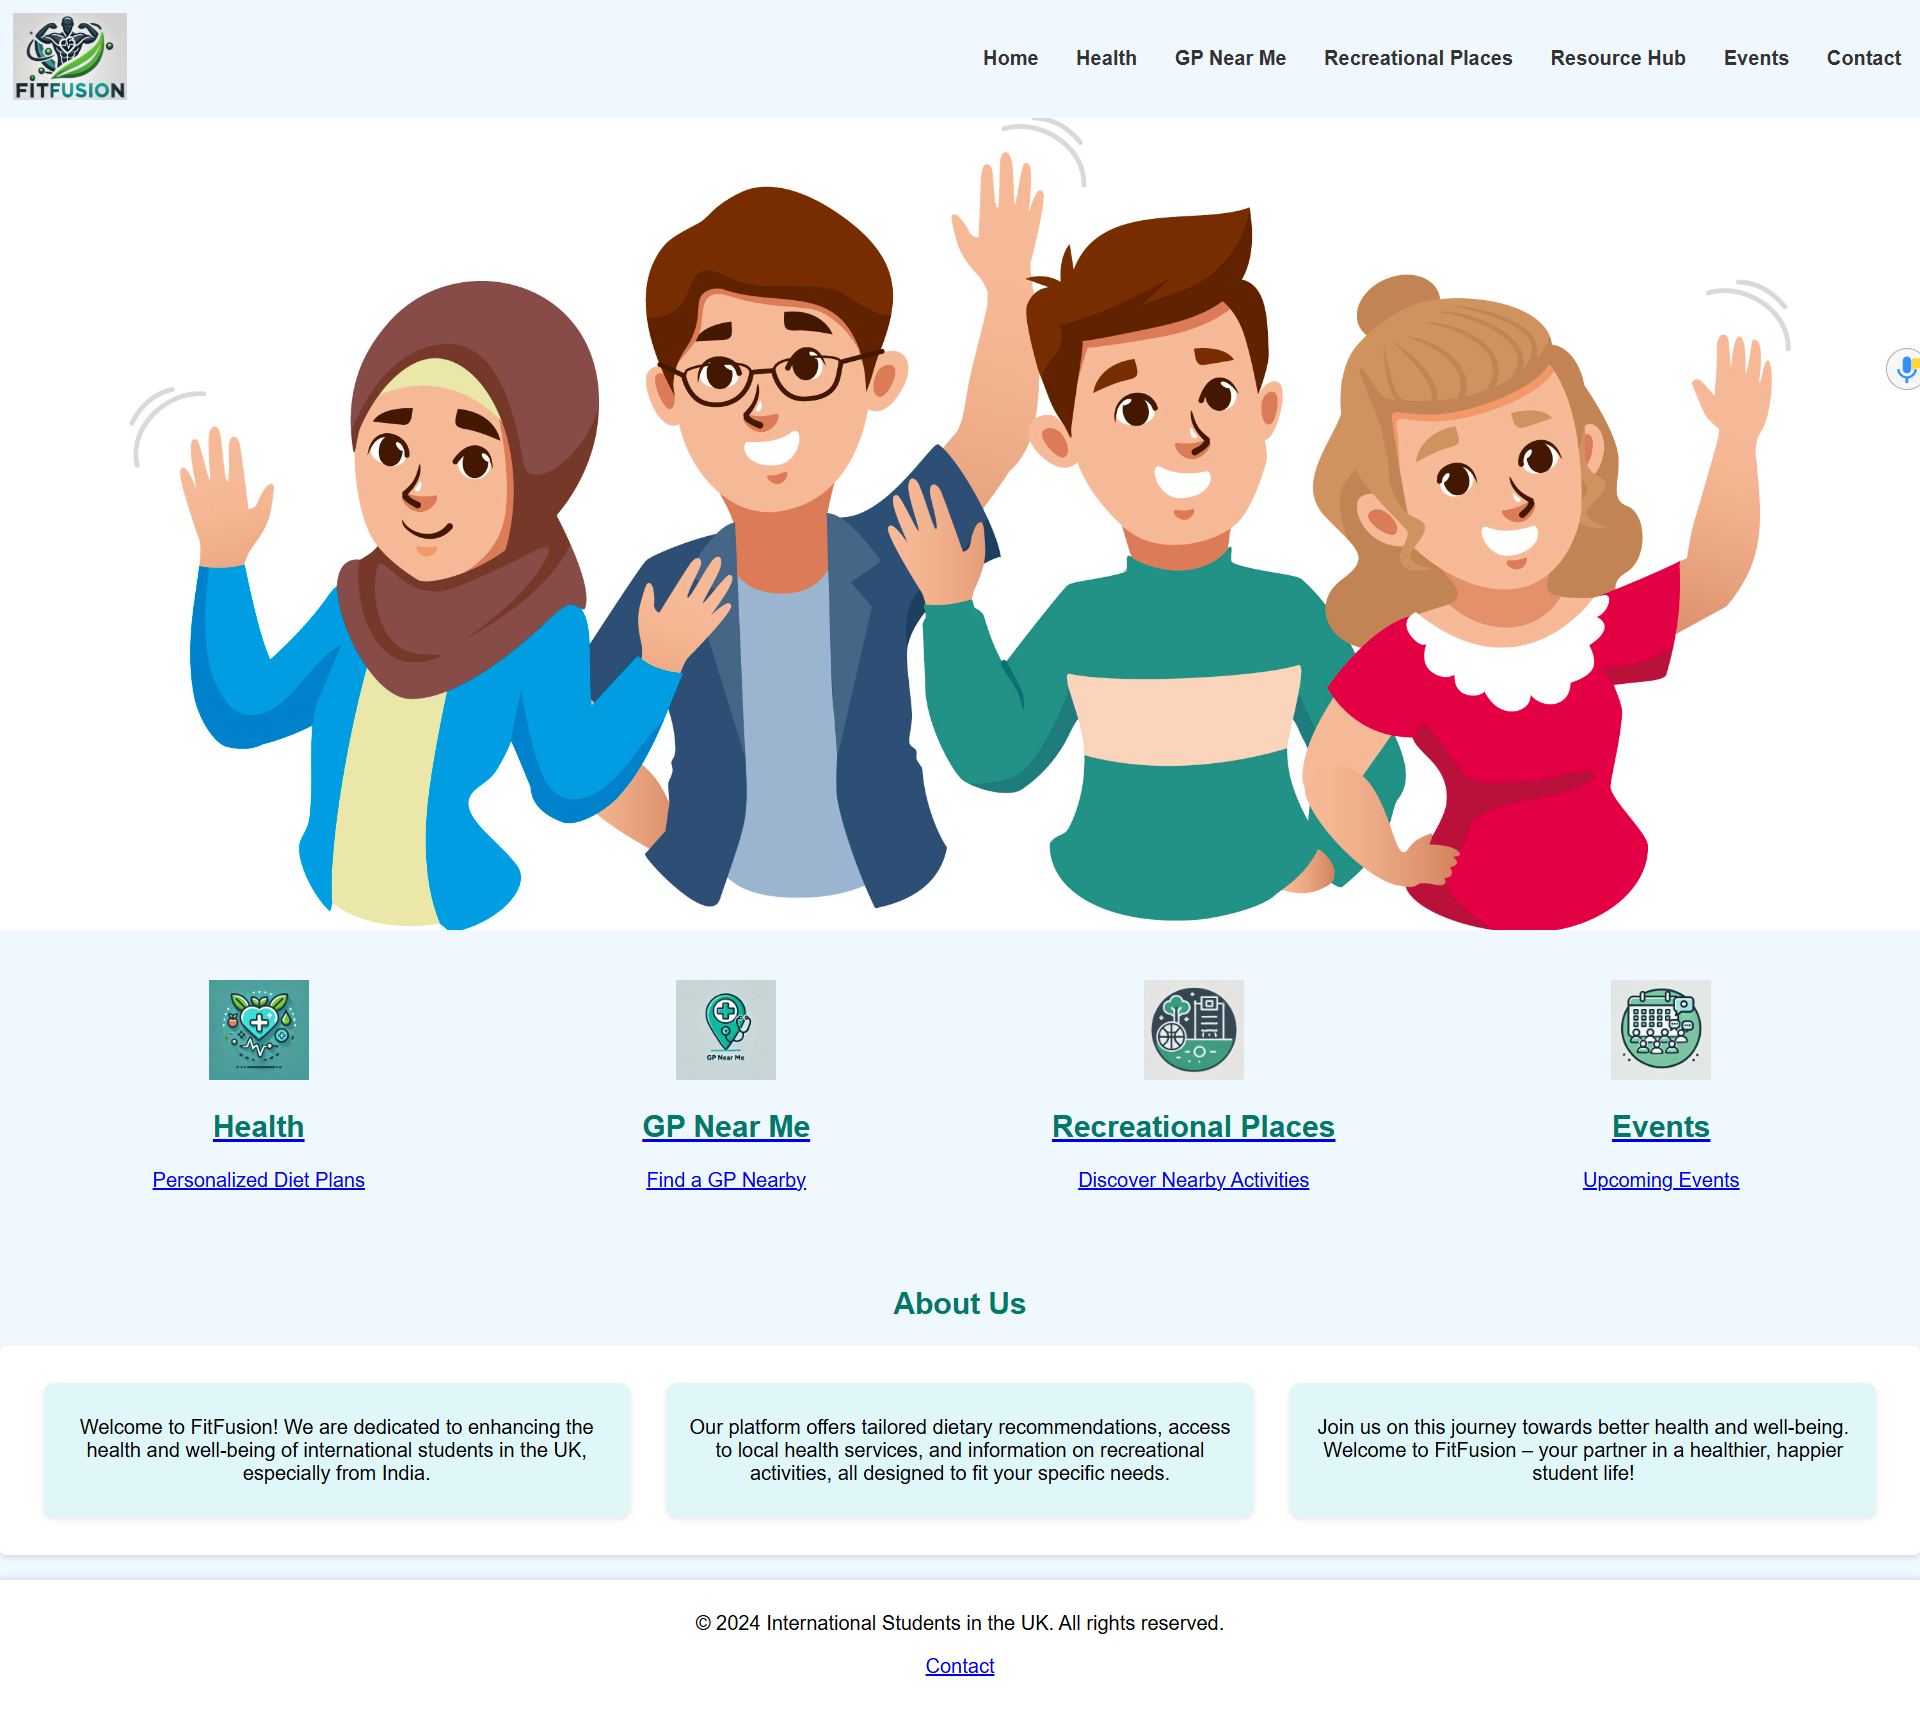 FITFUSION
Home Health GP Near Me Recreational Places Resource Hub Events Contact
GP Near Me
Health
GP Near Me
Recreational Places
Events
Personalized Diet Plans
Find a GP Nearby
Discover Nearby Activities
Upcoming Events
About Us
Welcome to FitFusion! We are dedicated to enhancing the
health and well-being of international students in the UK,
especially from India.
Our platform offers tailored dietary recommendations, access
to local health services, and information on recreational
activities, all designed to fit your specific needs.
Join us on this journey towards better health and well-being.
Welcome to FitFusion – your partner in a healthier, happier
student life!
© 2024 International Students in the UK. All rights reserved.
Contact